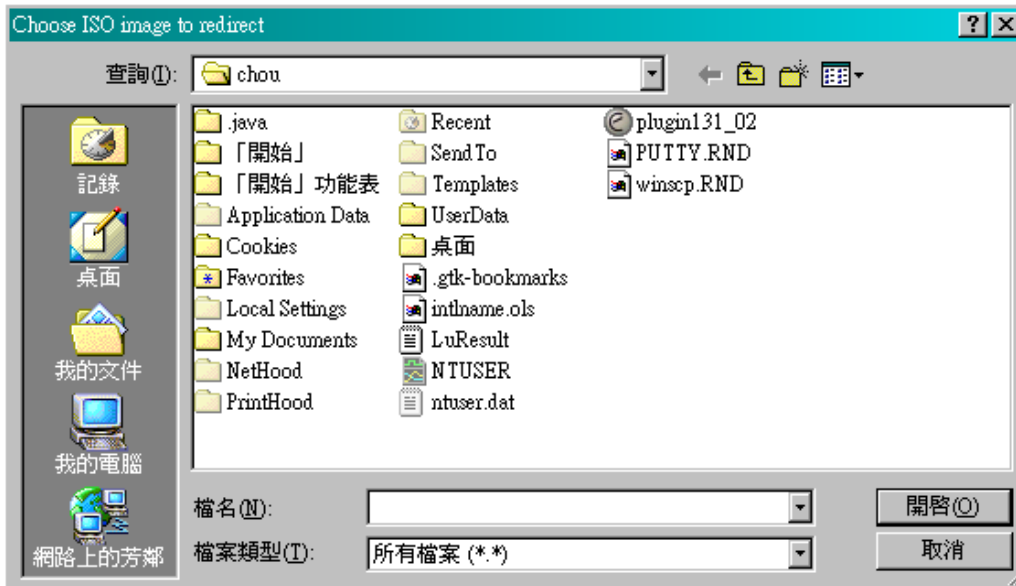 Choose ISO image to redirect
查詢(I):
chou
記錄
桌面
我的文件
我的電腦
網路上的芳鄰
.java
「開始」
「開始」功能表
Application Data
Cookies
Favorites
Local Settings
My Documents
NetHood
PrintHood
Recent
SendTo
Templates
UserData
桌面
.gtk-bookmarks
intlname.ols
LuResult
NTUSER
ntuser.dat
plugin131_02
PUTTY.RND
winscp.RND
檔名(N):
開啓(O)
檔案類型(T):
所有檔案 (*.*)
取消